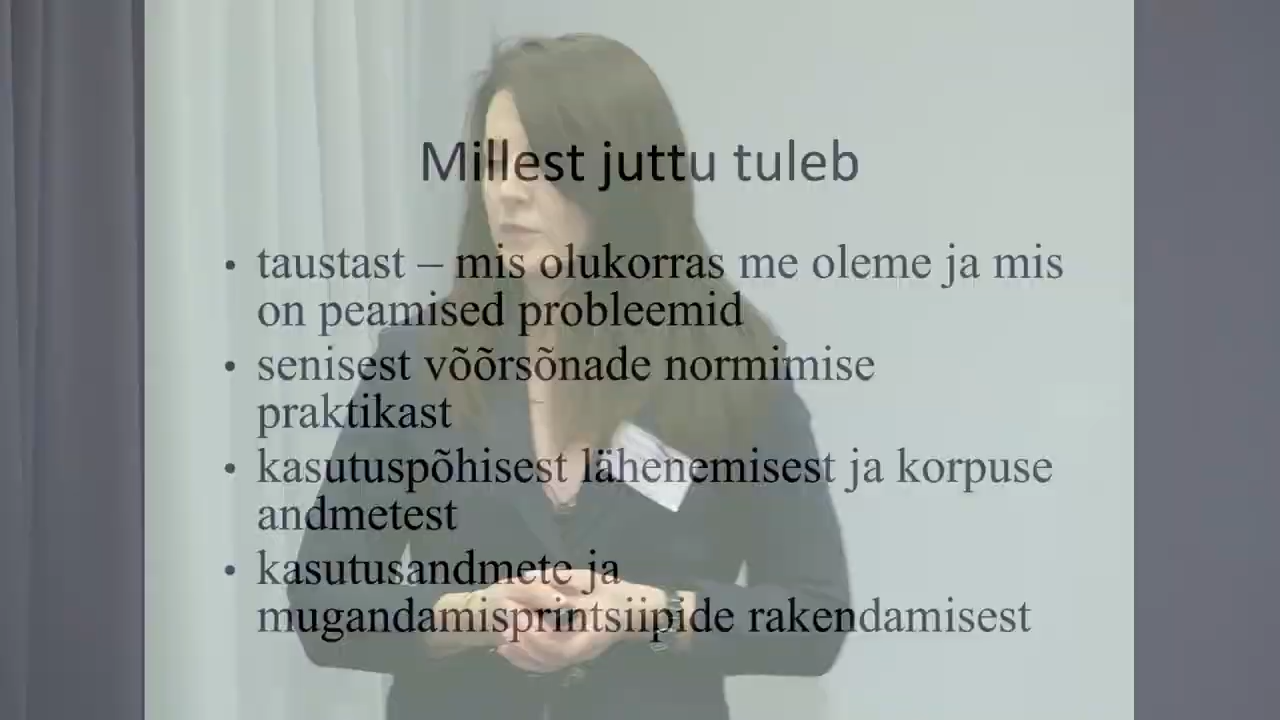 Millest juttu tuleb
• taustast – mis olukorras me oleme ja mis
on peamised probleemid
• senisest võõrsõnade normimise
praktikast
• kasutuspõhisest lähenemisest ja korpuse
andmetest
• kasutusandmete ja
mugandamisprintsiipide rakendamisest